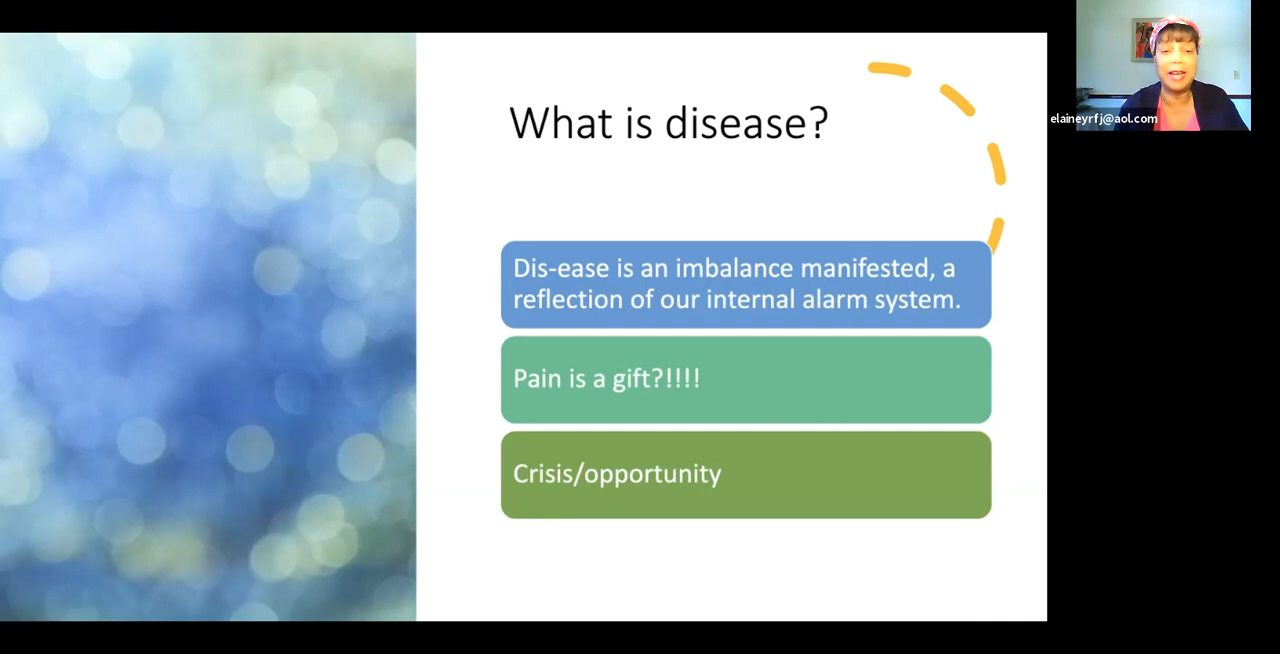 What is disease?
Dis-ease is an imbalance manifested, a
reflection of our internal alarm system.
Pain is a gift?!!!!
Crisis/opportunity
elaineyrfj@aol.com